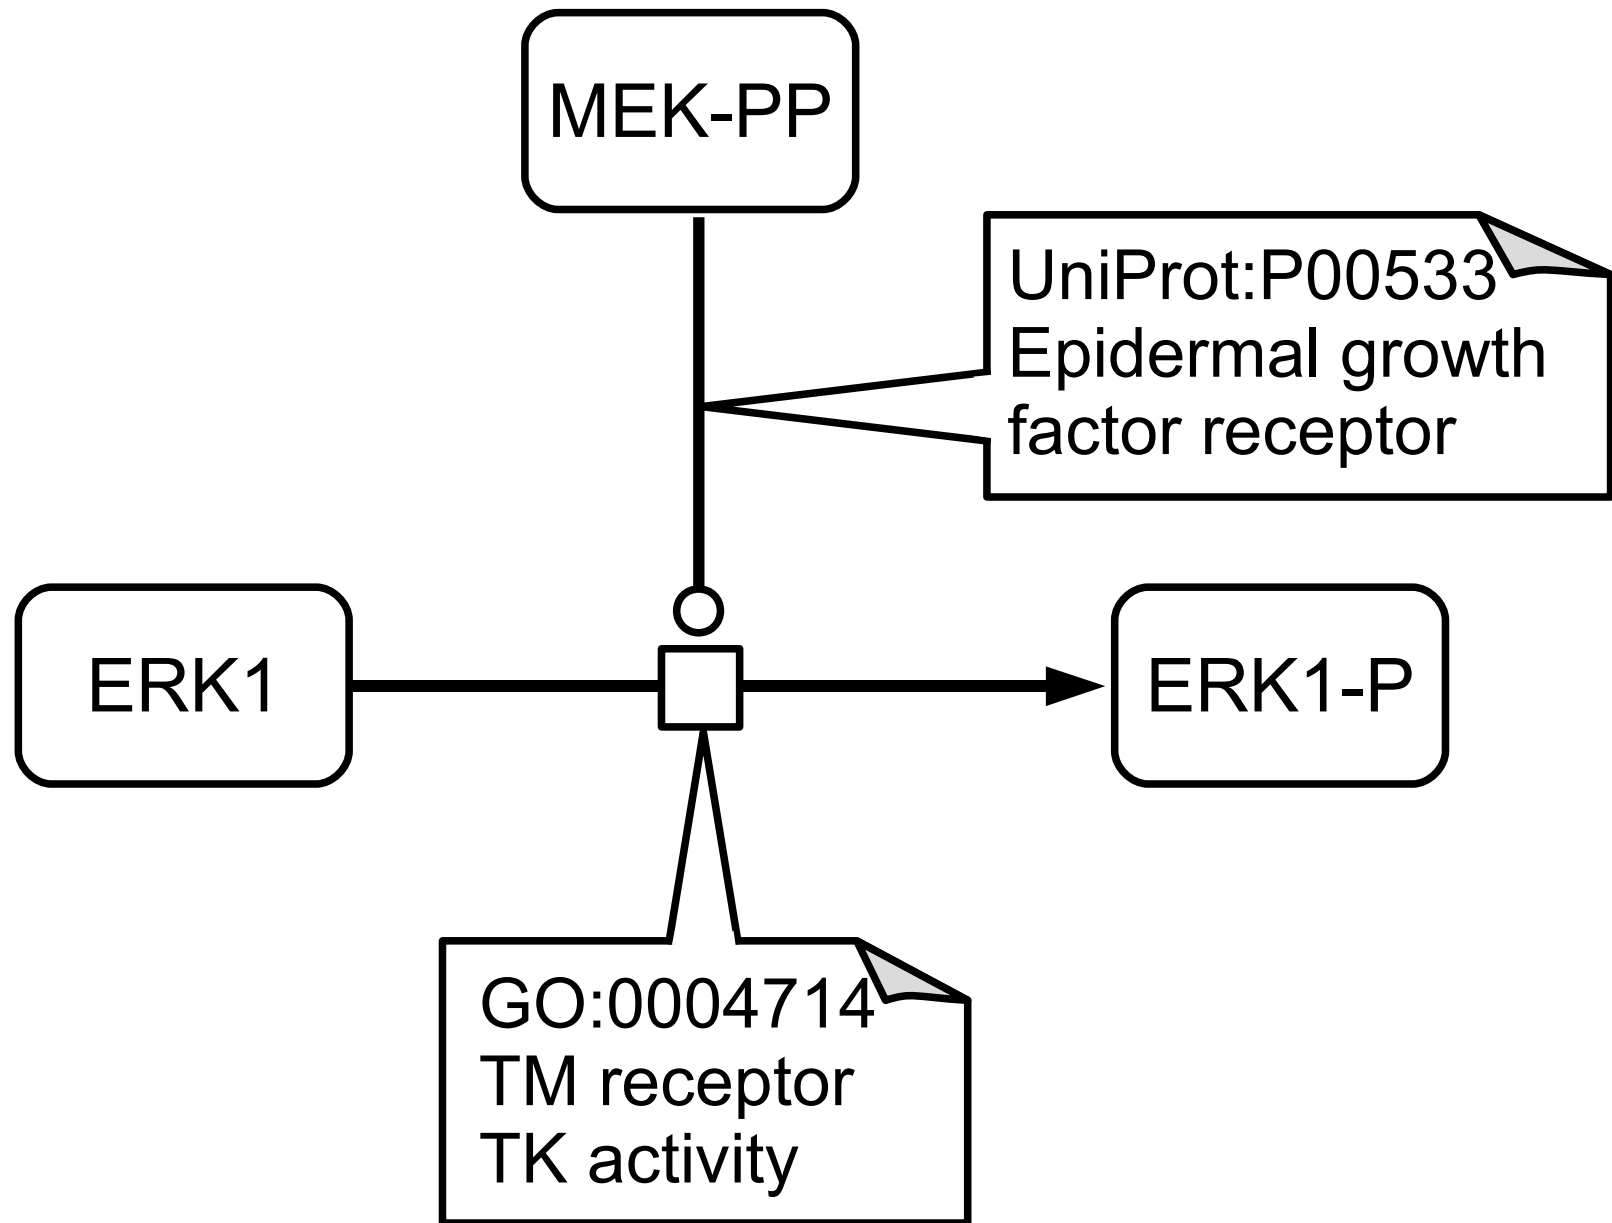 MEK-PP
UniProt:P00533
Epidermal growth
factor receptor
ERK1
ERK1-P
GO:0004714
TM receptor
TK activity